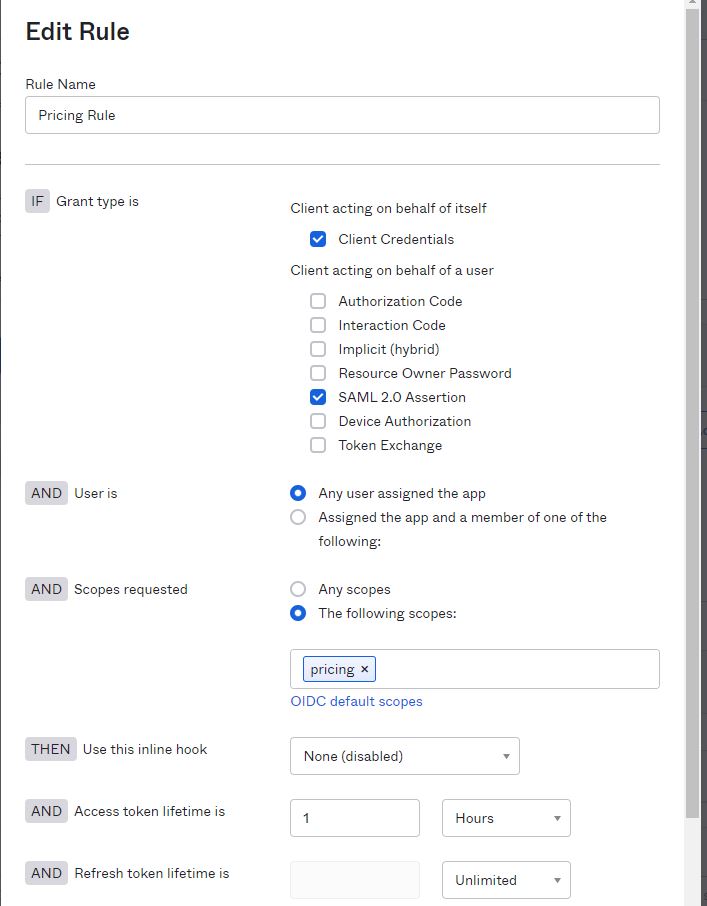 Edit Rule
Rule Name
Pricing Rule
IF Grant type is
Client acting on behalf of itself
Client Credentials
Client acting on behalf of a user
Authorization Code
Interaction Code
Implicit (hybrid)
Resource Owner Password
SAML 2.0 Assertion
Device Authorization
Token Exchange
AND User is
Any user assigned the app
Assigned the app and a member of one of the
following:
AND Scopes requested
Any scopes
The following scopes:
pricing ×
OIDC default scopes
THEN Use this inline hook
None (disabled)
AND Access token lifetime is
1 Hours
AND Refresh token lifetime is
Unlimited